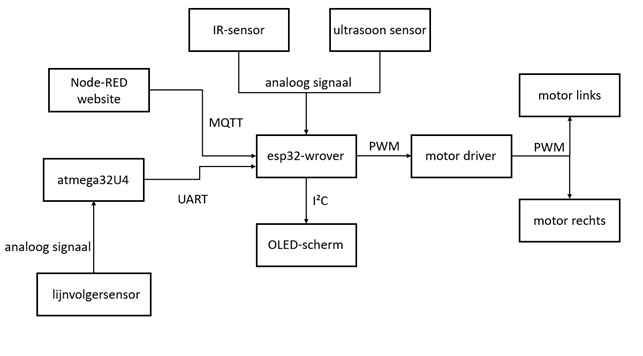 IR-sensor
ultrasoon sensor
analoog signaal
Node-RED
website
MQTT
esp32-wrover
PWM
motor driver
PWM
motor links
motor rechts
atmega32U4
UART
I²C
OLED-scherm
analoog signaal
lijnvolgersensor